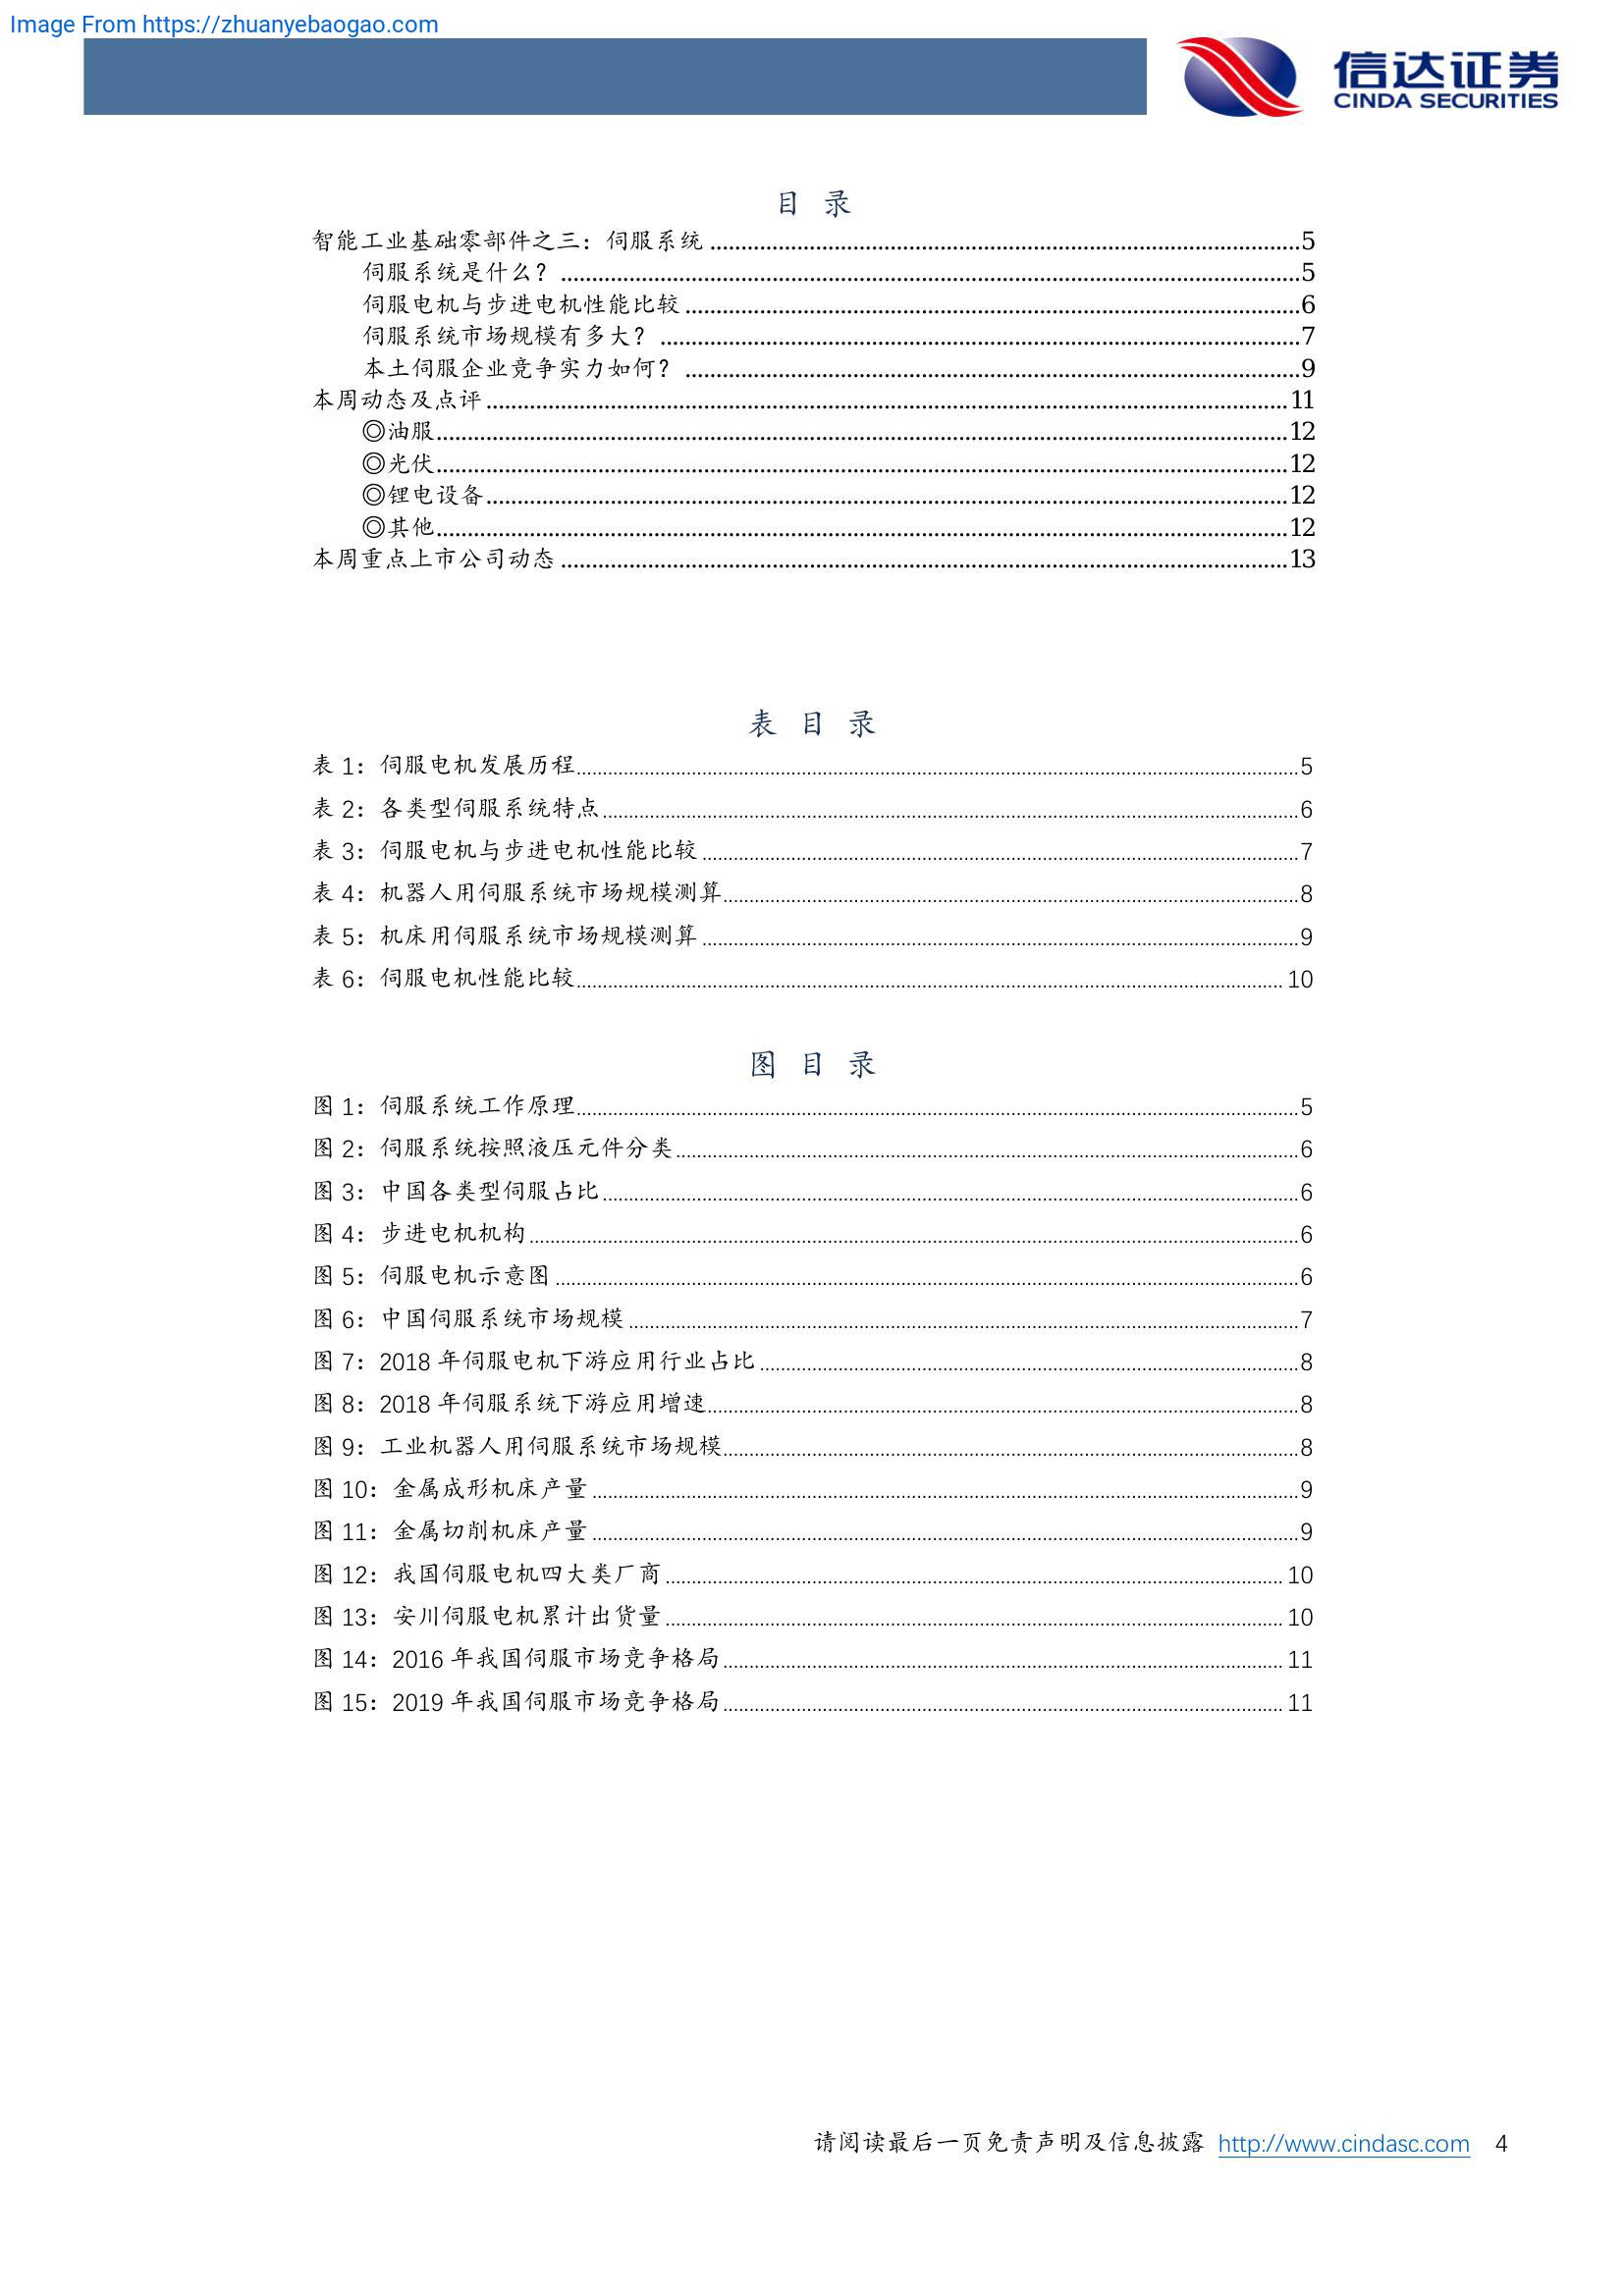 Image From https://zhuanyebaogao.com
信达证券
CINDA SECURITIES
目 录
智能工业基础零部件之三：伺服系统 ........ 5
伺服系统是什么？ ........ 5
伺服电机与步进电机性能比较 ........ 6
伺服系统市场规模有多大？ ........ 7
本土伺服企业竞争实力如何？ ........ 9
本周动态及点评 ........ 11
◎油服 ........ 12
◎光伏 ........ 12
◎锂电设备 ........ 12
◎其他 ........ 12
本周重点上市公司动态 ........ 13
表 目 录
表 1：伺服电机发展历程 ........ 5
表 2：各类型伺服系统特点 ........ 6
表 3：伺服电机与步进电机性能比较 ........ 7
表 4：机器人用伺服系统市场规模测算 ........ 8
表 5：机床用伺服系统市场规模测算 ........ 9
表 6：伺服电机性能比较 ........ 10
图 目 录
图 1：伺服系统工作原理 ........ 5
图 2：伺服系统按照液压元件分类 ........ 6
图 3：中国各类型伺服占比 ........ 6
图 4：步进电机机构 ........ 6
图 5：伺服电机示意图 ........ 6
图 6：中国伺服系统市场规模 ........ 7
图 7：2018 年伺服电机下游应用行业占比 ........ 8
图 8：2018 年伺服系统下游应用增速 ........ 8
图 9：工业机器人用伺服系统市场规模 ........ 8
图 10：金属成形机床产量 ........ 9
图 11：金属切削机床产量 ........ 9
图 12：我国伺服电机四大类厂商 ........ 10
图 13：安川伺服电机累计出货量 ........ 10
图 14：2016 年我国伺服市场竞争格局 ........ 11
图 15：2019 年我国伺服市场竞争格局 ........ 11
请阅读最后一页免责声明及信息披露 http://www.cindasc.com 4